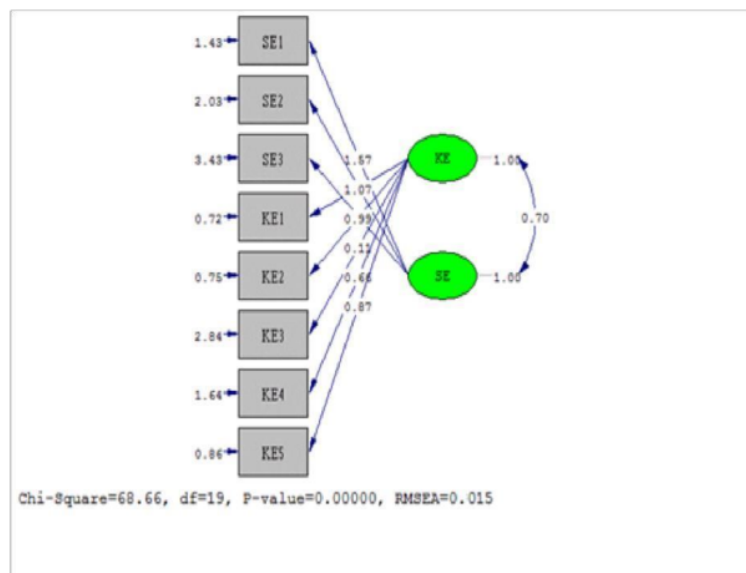 1.43 SE1
2.03 SE2
3.43 SE3
1.57 KE 1.00
1.07
0.72 KE1 0.99 0.70
0.11
0.75 KE2 0.66 SE 1.00
0.87
2.84 KE3
1.64 KE4
0.86 KE5
Chi-Square=68.66, df=19, P-value=0.00000, RMSEA=0.015